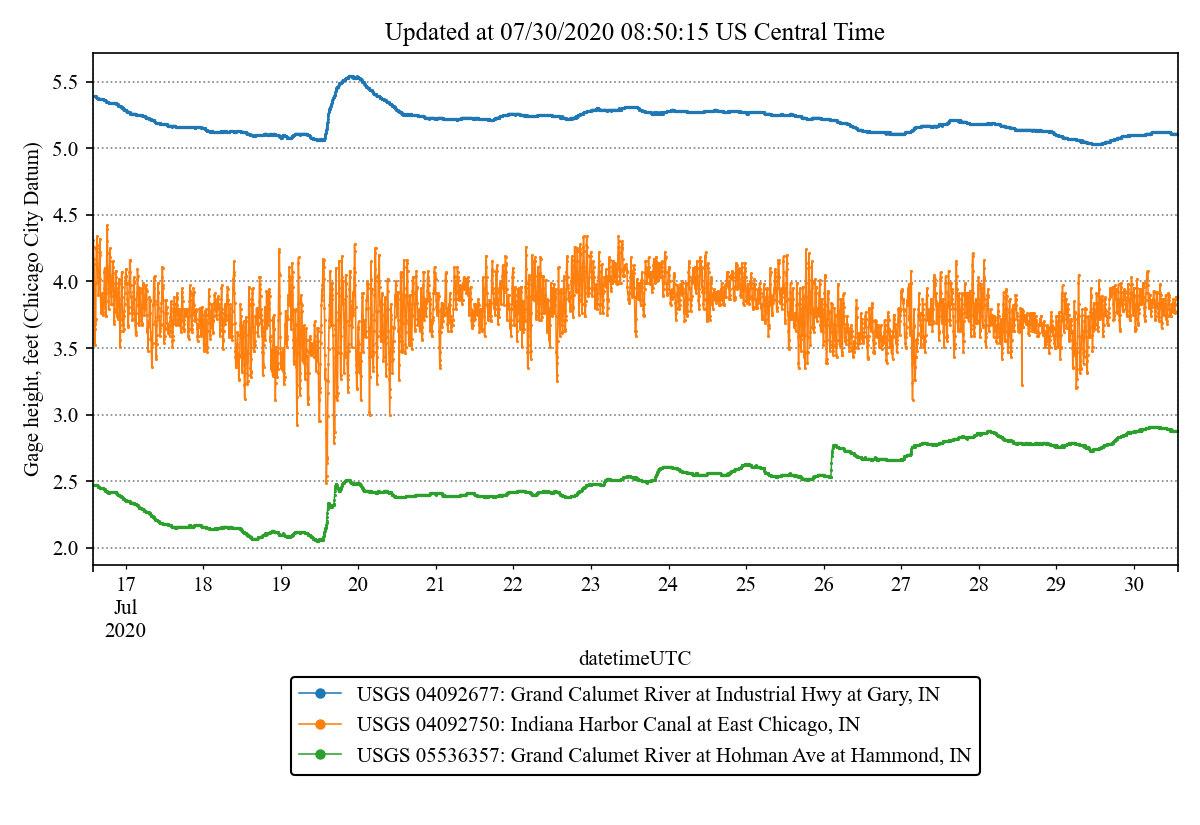 Updated at 07/30/2020 08:50:15 US Central Time
Gage height, feet (Chicago City Datum)
5.5
5.0
4.5
4.0
3.5
3.0
2.5
2.0
17 18 19 20 21 22 23 24 25 26 27 28 29 30
Jul
2020
datetimeUTC
USGS 04092677: Grand Calumet River at Industrial Hwy at Gary, IN
USGS 04092750: Indiana Harbor Canal at East Chicago, IN
USGS 05536357: Grand Calumet River at Hohman Ave at Hammond, IN